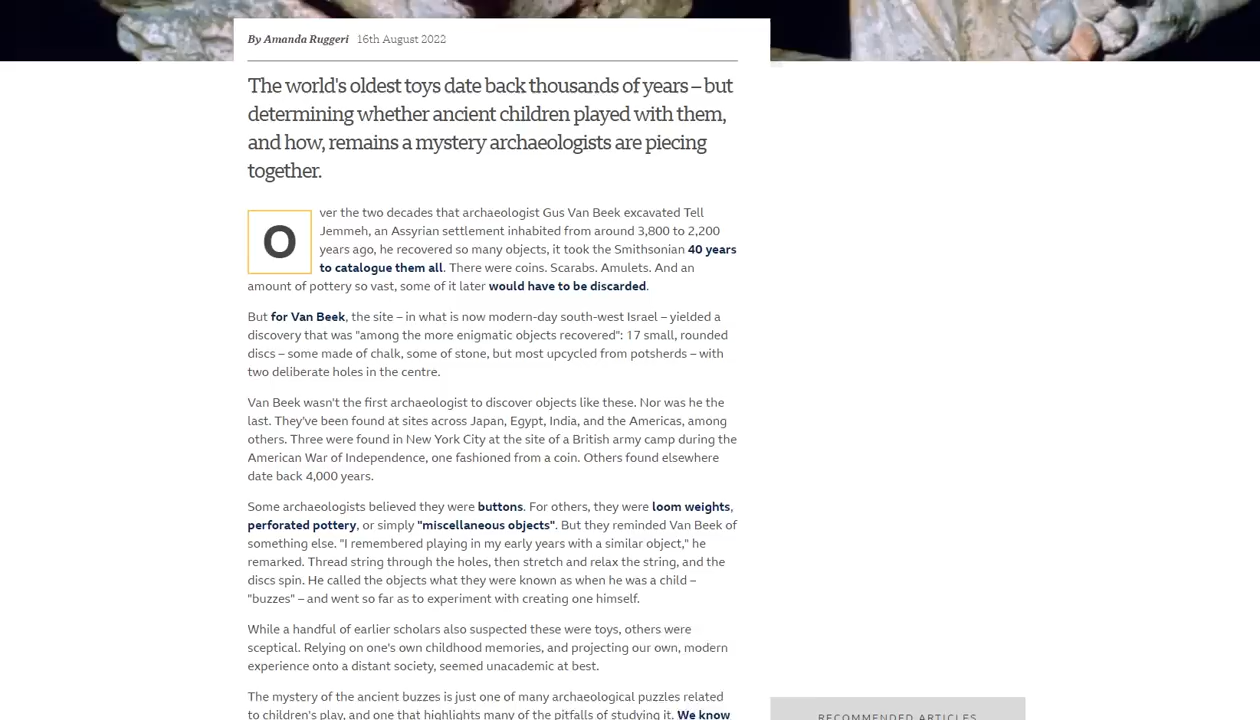 By Amanda Ruggeri 16th August 2022
The world's oldest toys date back thousands of years – but
determining whether ancient children played with them,
and how, remains a mystery archaeologists are piecing
together.
Over the two decades that archaeologist Gus Van Beek excavated Tell
Jemmeh, an Assyrian settlement inhabited from around 3,800 to 2,200
years ago, he recovered so many objects, it took the Smithsonian 40 years
to catalogue them all. There were coins. Scarabs. Amulets. And an
amount of pottery so vast, some of it later would have to be discarded.
But for Van Beek, the site – in what is now modern-day south-west Israel – yielded a
discovery that was "among the more enigmatic objects recovered": 17 small, rounded
discs – some made of chalk, some of stone, but most upcycled from potsherds – with
two deliberate holes in the centre.
Van Beek wasn't the first archaeologist to discover objects like these. Nor was he the
last. They've been found at sites across Japan, Egypt, India, and the Americas, among
others. Three were found in New York City at the site of a British army camp during the
American War of Independence, one fashioned from a coin. Others found elsewhere
date back 4,000 years.
Some archaeologists believed they were buttons. For others, they were loom weights,
perforated pottery, or simply "miscellaneous objects". But they reminded Van Beek of
something else. "I remembered playing in my early years with a similar object," he
remarked. Thread string through the holes, then stretch and relax the string, and the
discs spin. He called the objects what they were known as when he was a child –
"buzzes" – and went so far as to experiment with creating one himself.
While a handful of earlier scholars also suspected these were toys, others were
sceptical. Relying on one's own childhood memories, and projecting our own, modern
experience onto a distant society, seemed unacademic at best.
The mystery of the ancient buzzes is just one of many archaeological puzzles related
to children's play, and one that highlights many of the pitfalls of studying it. We know
RECOMMENDED ARTICLES